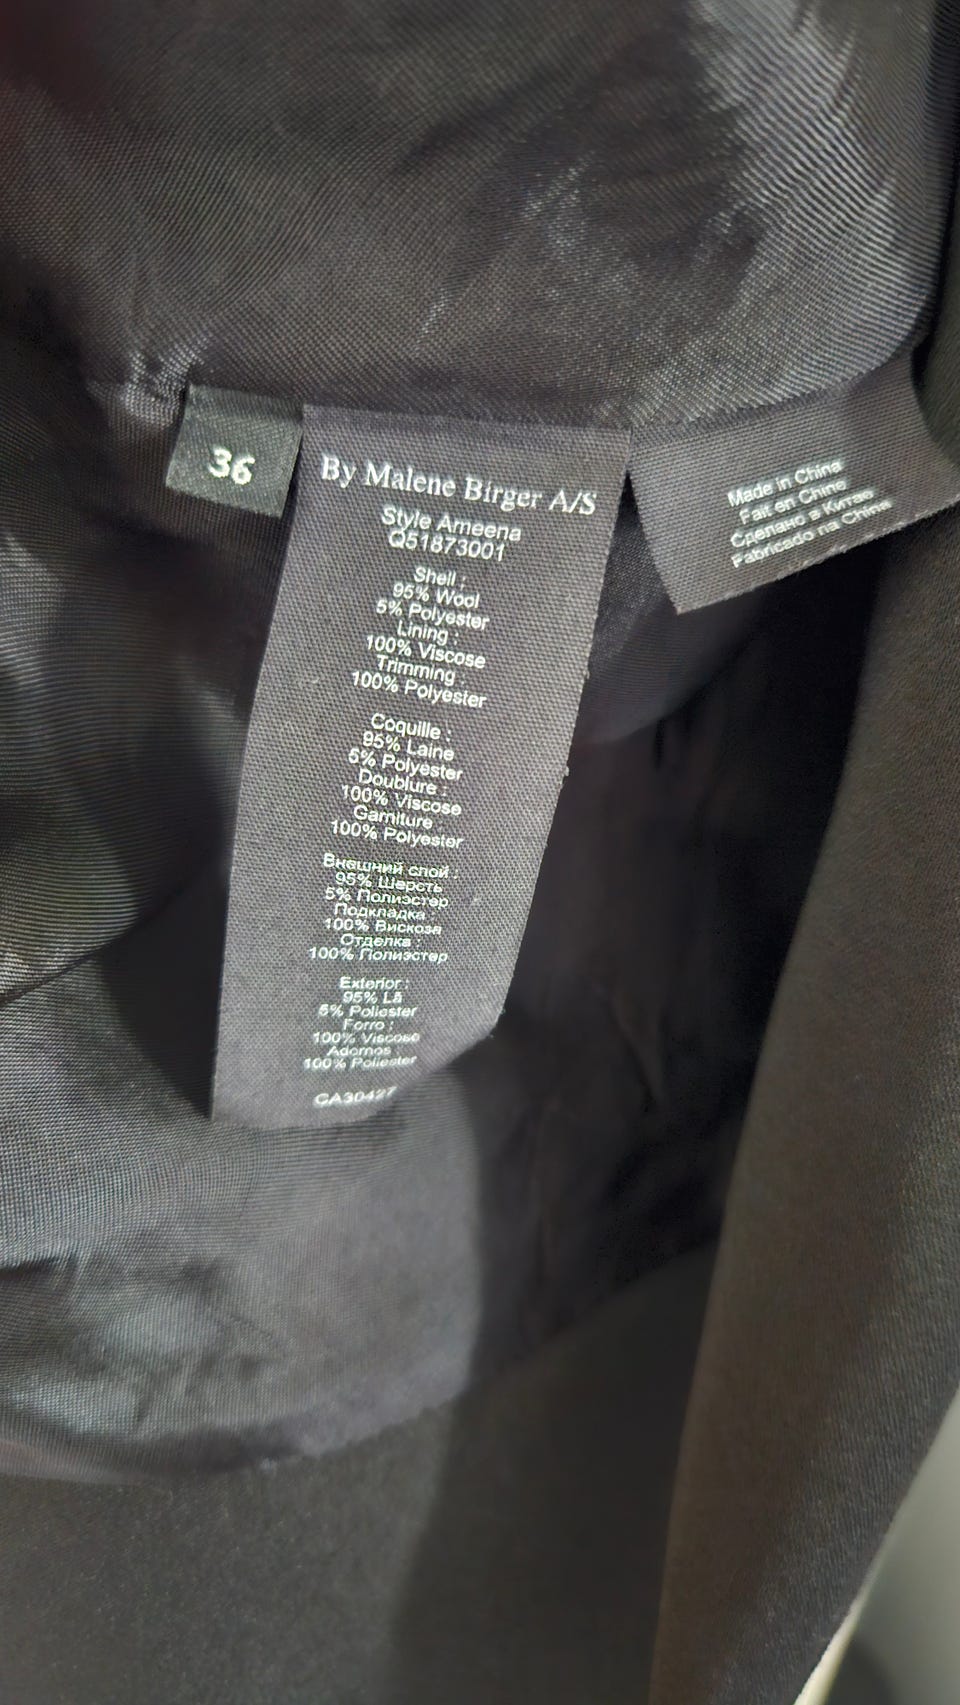 36
By Malene Birger A/S
Style Ameena
Q51873001
Shell :
95% Wool
5% Polyester
Lining :
100% Viscose
Trimming :
100% Polyester
Coquille :
95% Laine
5% Polyester
Doublure :
100% Viscose
Garniture
100% Polyester
Внешний слой :
95% Шерсть
5% Полиэстер
Подкладка
100% Вискоза
Отделка :
100% Полиэстер
Exterior :
95% Lã
5% Poliester
Forro :
100% Viscose
Adornos
100% Poliester
CA30427
Made in China
Fait en Chine
Сделано в Китае
Fabricado na China